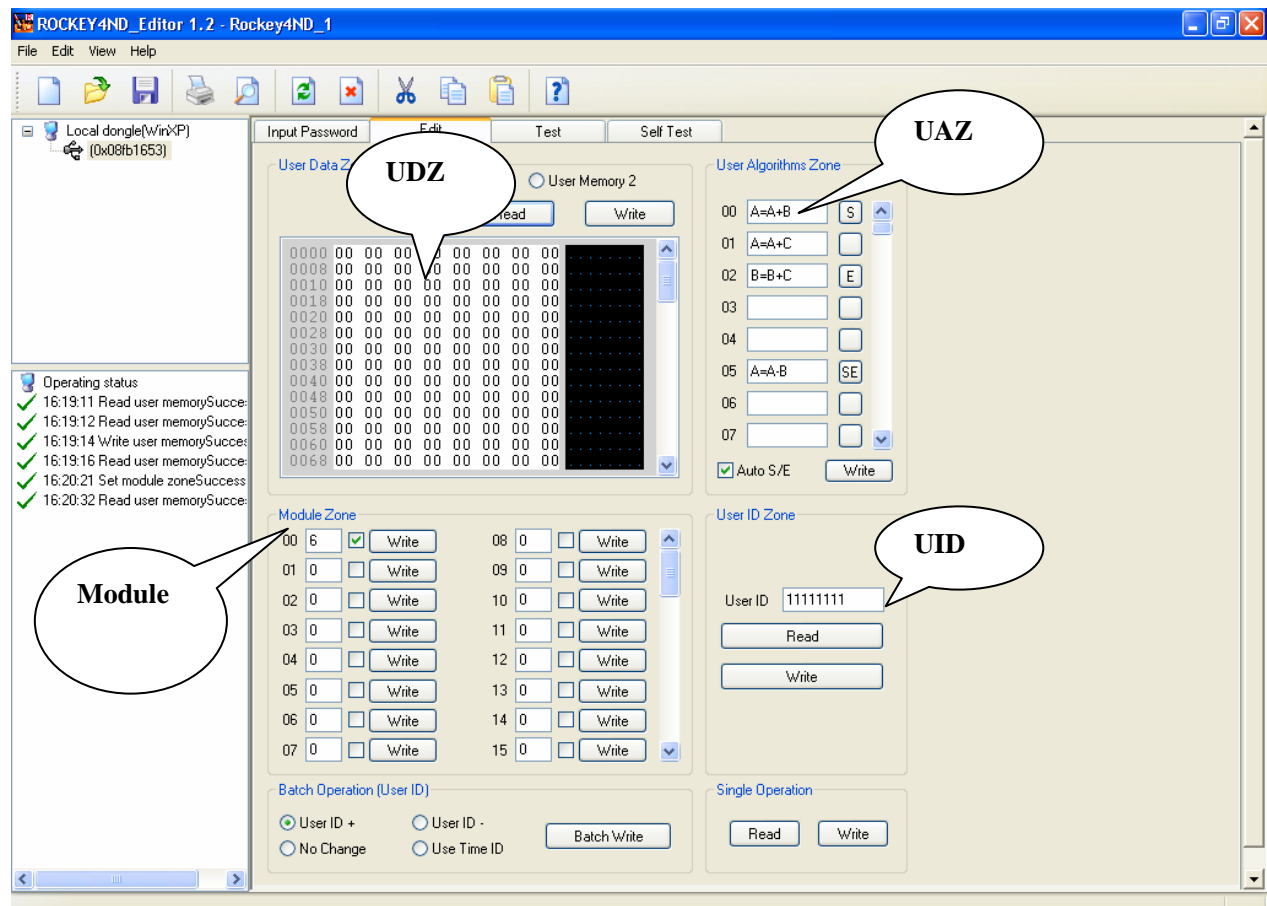 ROCKEY4ND_Editor 1.2 - Rockey4ND_1
File Edit View Help
Local dongle(WinXP)
(0x08fb1653)
Operating status
16:19:11 Read user memorySucce
16:19:12 Read user memorySucce
16:19:14 Write user memorySucces
16:19:16 Read user memorySucce
16:20:21 Set module zoneSuccess
16:20:32 Read user memorySucce
Input Password Edit Test Self Test
User Data Z
UDZ
User Memory 2
Read Write
0000 00 00 00 00 00 00 00 00
0008 00 00 00 00 00 00 00 00
0010 00 00 00 00 00 00 00 00
0018 00 00 00 00 00 00 00 00
0020 00 00 00 00 00 00 00 00
0028 00 00 00 00 00 00 00 00
0030 00 00 00 00 00 00 00 00
0038 00 00 00 00 00 00 00 00
0040 00 00 00 00 00 00 00 00
0048 00 00 00 00 00 00 00 00
0050 00 00 00 00 00 00 00 00
0058 00 00 00 00 00 00 00 00
0060 00 00 00 00 00 00 00 00
0068 00 00 00 00 00 00 00 00
UAZ
User Algorithms Zone
00 A=A+B S
01 A=A+C
02 B=B+C E
03
04
05 A=A-B SE
06
07
Auto S/E Write
Module Zone
Module
00 6 Write 08 0 Write
01 0 Write 09 0 Write
02 0 Write 10 0 Write
03 0 Write 11 0 Write
04 0 Write 12 0 Write
05 0 Write 13 0 Write
06 0 Write 14 0 Write
07 0 Write 15 0 Write
User ID Zone
UID
User ID 11111111
Read
Write
Batch Operation (User ID)
User ID + User ID -
No Change Use Time ID
Batch Write
Single Operation
Read Write